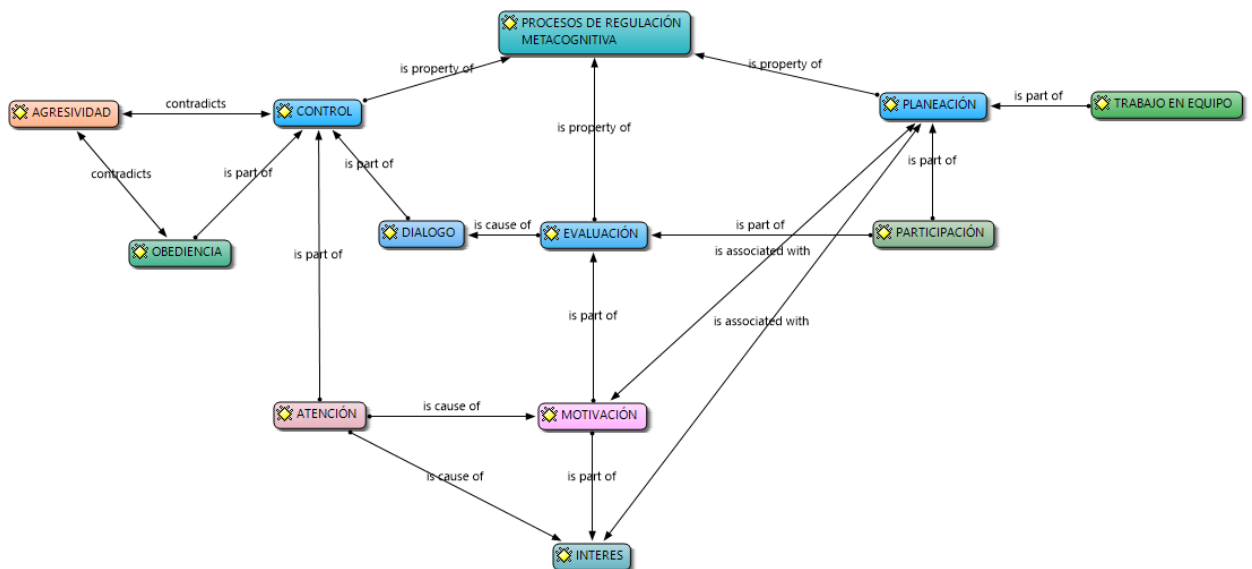 PROCESOS DE REGULACIÓN
METACOGNITIVA
is property of
is property of
AGRESIVIDAD
contradicts
CONTROL
PLANEACIÓN
is part of
TRABAJO EN EQUIPO
is property of
contradicts
is part of
is part of
is part of
OBEDIENCIA
DIALOGO
is cause of
EVALUACIÓN
is part of
PARTICIPACIÓN
is part of
is associated with
is part of
is associated with
ATENCIÓN
is cause of
MOTIVACIÓN
is cause of
is part of
INTERES